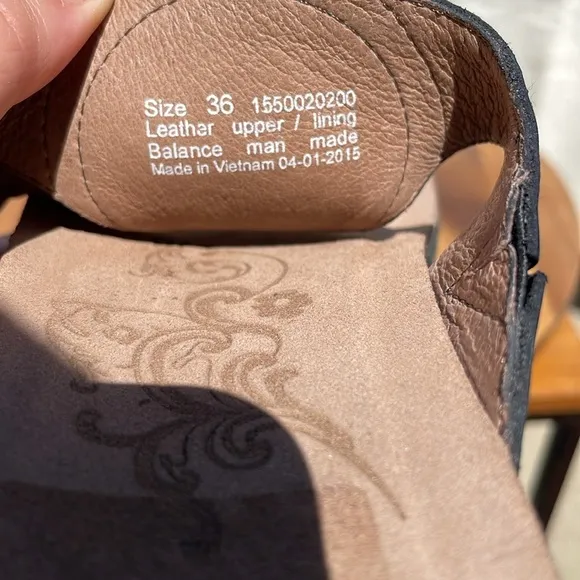 Size 36 1550020200
Leather upper / lining
Balance man made
Made in Vietnam 04-01-2015